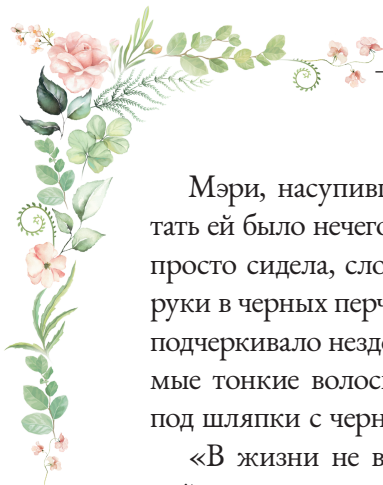 Мэри, насупивш
тать ей было нечего
просто сидела, сло
руки в черных перч
подчеркивало нездо
мые тонкие волос
под шляпки с черн
«В жизни не в